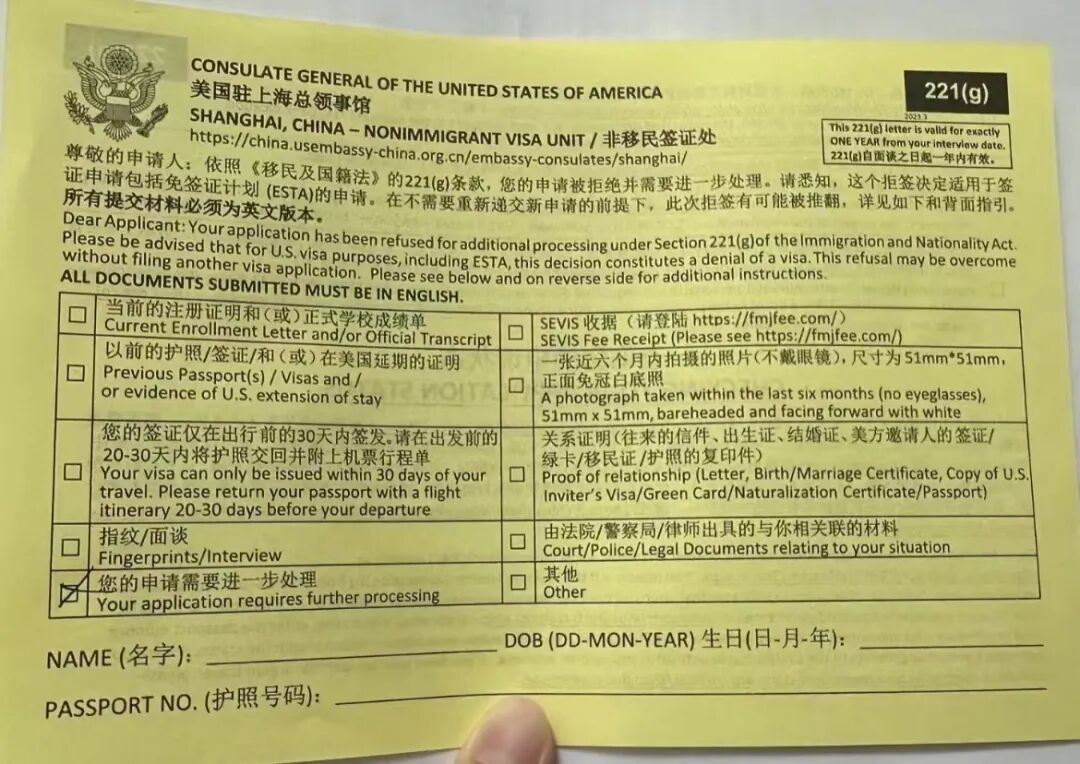 CONSULATE GENERAL OF THE UNITED STATES OF AMERICA
美国驻上海总领事馆
SHANGHAI, CHINA – NONIMMIGRANT VISA UNIT / 非移民签证处
https://china.usembassy-china.org.cn/embassy-consulates/shanghai/
221(g)
2023.3
This 221(g) letter is valid for exactly
ONE YEAR from your interview date.
221(g)自面谈之日起一年内有效。
尊敬的申请人：依照《移民及国籍法》的221(g)条款，您的申请被拒绝并需要进一步处理。请悉知，这个拒签决定适用于签
证申请包括免签证计划 (ESTA)的申请。在不需要重新递交新申请的前提下，此次拒签有可能被推翻，详见如下和背面指引。
所有提交材料必须为英文版本。
Dear Applicant: Your application has been refused for additional processing under Section 221(g)of the Immigration and Nationality Act.
Please be advised that for U.S. visa purposes, including ESTA, this decision constitutes a denial of a visa. This refusal may be overcome
without filing another visa application. Please see below and on reverse side for additional instructions.
ALL DOCUMENTS SUBMITTED MUST BE IN ENGLISH.
当前的注册证明和（或）正式学校成绩单
Current Enrollment Letter and/or Official Transcript
SEVIS 收据（请登陆 https://fmjfee.com/）
SEVIS Fee Receipt (Please see https://fmjfee.com/)
以前的护照/签证/和（或）在美国延期的证明
Previous Passport(s) / Visas and /
or evidence of U.S. extension of stay
一张近六个月内拍摄的照片(不戴眼镜)，尺寸为51mm*51mm，
正面免冠白底照
A photograph taken within the last six months (no eyeglasses),
51mm x 51mm, bareheaded and facing forward with white
您的签证仅在出行前的30天内签发。请在出发前的
20-30天内将护照交回并附上机票行程单
Your visa can only be issued within 30 days of your
travel. Please return your passport with a flight
itinerary 20-30 days before your departure
关系证明(往来的信件、出生证、结婚证、美方邀请人的签证/
绿卡/移民证/护照的复印件)
Proof of relationship (Letter, Birth/Marriage Certificate, Copy of U.S.
Inviter's Visa/Green Card/Naturalization Certificate/Passport)
指纹/面谈
Fingerprints/Interview
由法院/警察局/律师出具的与你相关联的材料
Court/Police/Legal Documents relating to your situation
您的申请需要进一步处理
Your application requires further processing
其他
Other
NAME (名字):
DOB (DD-MON-YEAR) 生日(日-月-年):
PASSPORT NO. (护照号码):